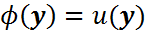 𝜙(𝒚) = 𝑢(𝒚)